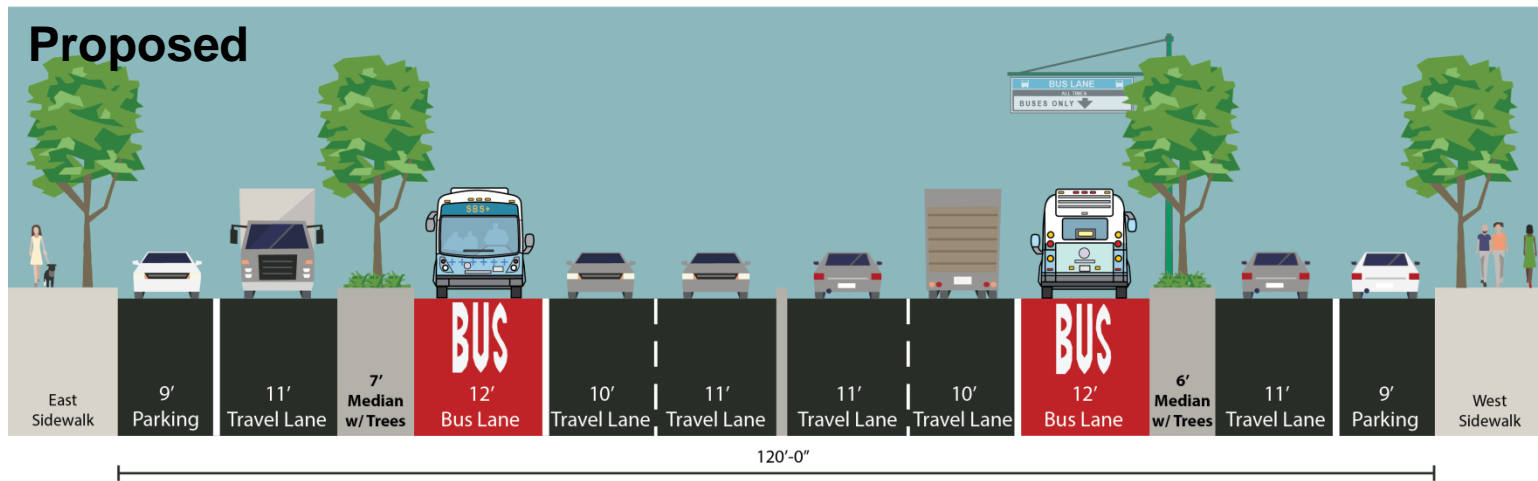 Proposed
BUS LANE
ALL TIMES
BUSES ONLY
SBS+
BUS
BUS
East
Sidewalk
9’
Parking
11’
Travel Lane
7’
Median
w/ Trees
12’
Bus Lane
10’
Travel Lane
11’
Travel Lane
11’
Travel Lane
10’
Travel Lane
12’
Bus Lane
6’
Median
w/ Trees
11’
Travel Lane
9’
Parking
West
Sidewalk
120’-0”